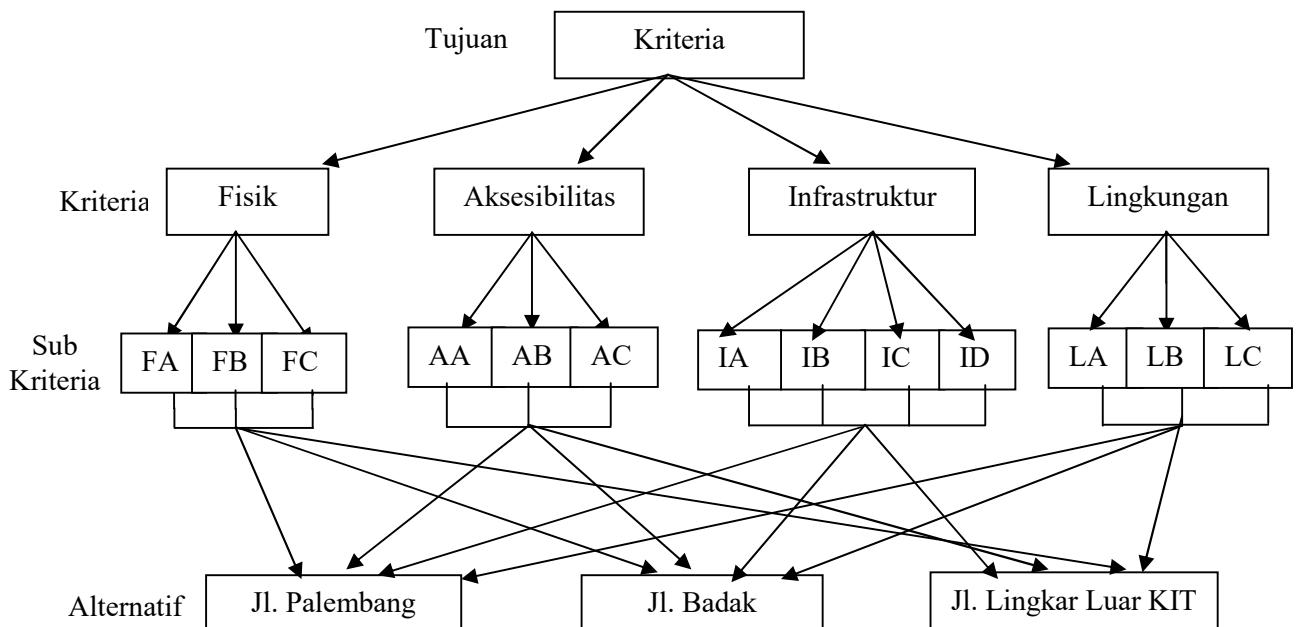 Tujuan
Kriteria
Kriteria
Fisik
Aksesibilitas
Infrastruktur
Lingkungan
Sub
Kriteria
FA FB FC
AA AB AC
IA IB IC ID
LA LB LC
Alternatif
Jl. Palembang
Jl. Badak
Jl. Lingkar Luar KIT